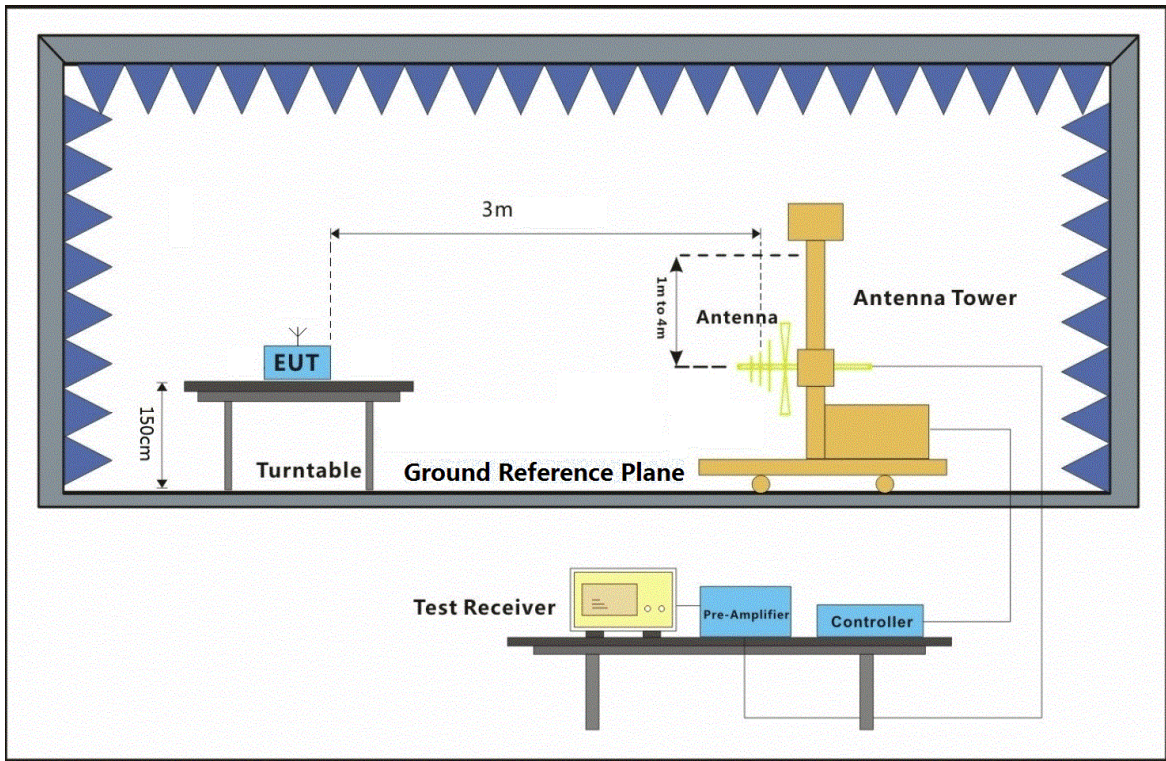 3m
1m to 4m
Antenna
Antenna Tower
EUT
150cm
Turntable
Ground Reference Plane
Test Receiver
Pre-Amplifier
Controller